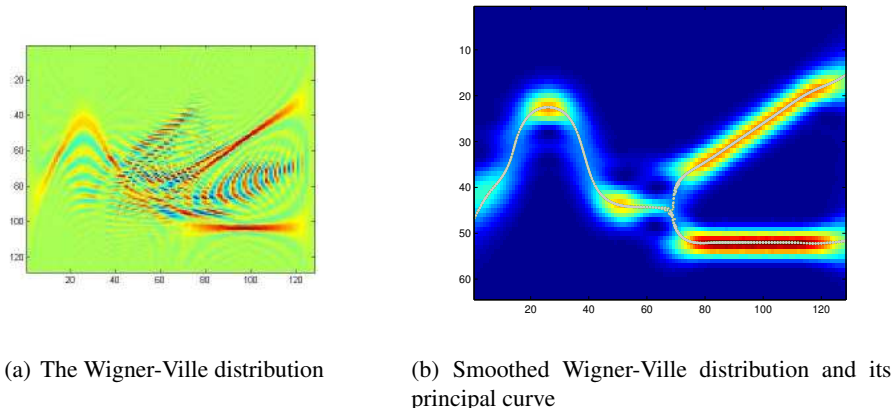 20
40
60
80
100
120
20 40 60 80 100 120
10
20
30
40
50
60
20 40 60 80 100 120
(a) The Wigner-Ville distribution
(b) Smoothed Wigner-Ville distribution and its
principal curve